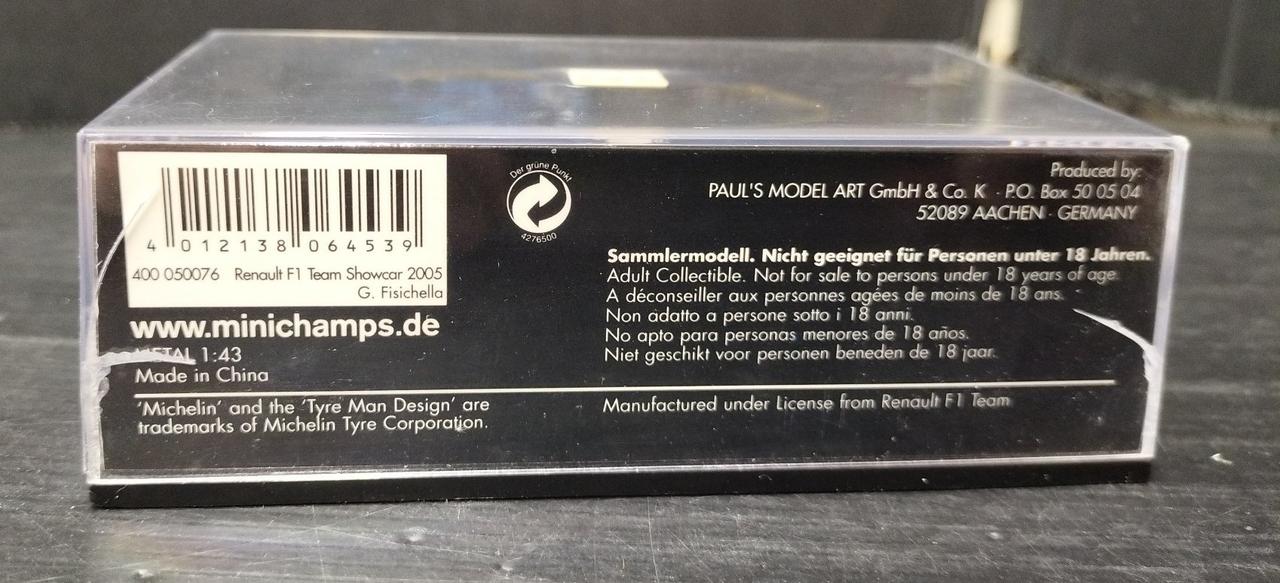 4 012138 064539
400 050076 Renault F1 Team Showcar 2005
G. Fisichella
www.minichamps.de
METAL 1:43
Made in China
'Michelin' and the 'Tyre Man Design' are
trademarks of Michelin Tyre Corporation.
Der grüne Punkt
4276500
Produced by:
PAUL'S MODEL ART GmbH & Co. K · P.O. Box 50 05 04
52089 AACHEN · GERMANY
Sammlermodell. Nicht geeignet für Personen unter 18 Jahren.
Adult Collectible. Not for sale to persons under 18 years of age.
A déconseiller aux personnes agées de moins de 18 ans.
Non adatto a persone sotto i 18 anni.
No apto para personas menores de 18 años.
Niet geschikt voor personen beneden de 18 jaar.
Manufactured under License from Renault F1 Team